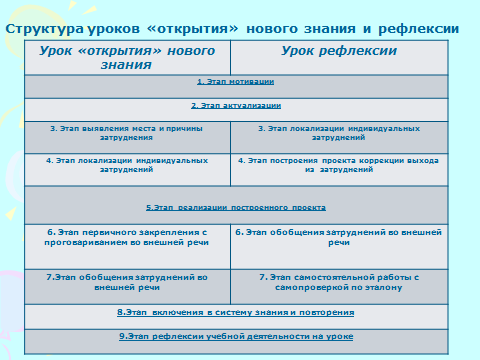 Структура уроков «открытия» нового знания и рефлексии
Урок «открытия» нового
знания
Урок рефлексии
1. Этап мотивации
2. Этап актуализации
3. Этап выявления места и причины
затруднения
3. Этап локализации индивидуальных
затруднений
4. Этап локализации индивидуальных
затруднений
4. Этап построения проекта коррекции выхода
из затруднений
5.Этап реализации построенного проекта
6. Этап первичного закрепления с
проговариванием во внешней речи
6. Этап обобщения затруднений во внешней
речи
7.Этап обобщения затруднений во
внешней речи
7. Этап самостоятельной работы с
самопроверкой по эталону
8.Этап включения в систему знания и повторения
9.Этап рефлексии учебной деятельности на уроке